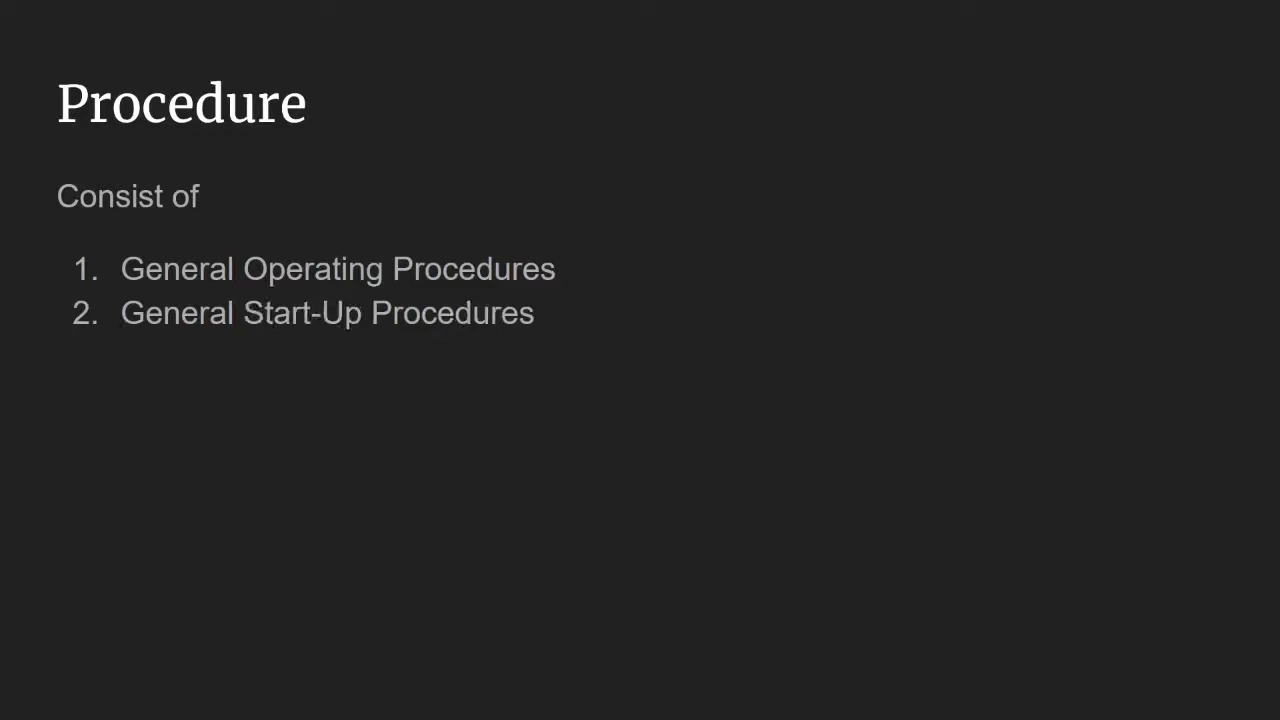 Procedure
Consist of
1. General Operating Procedures
2. General Start-Up Procedures